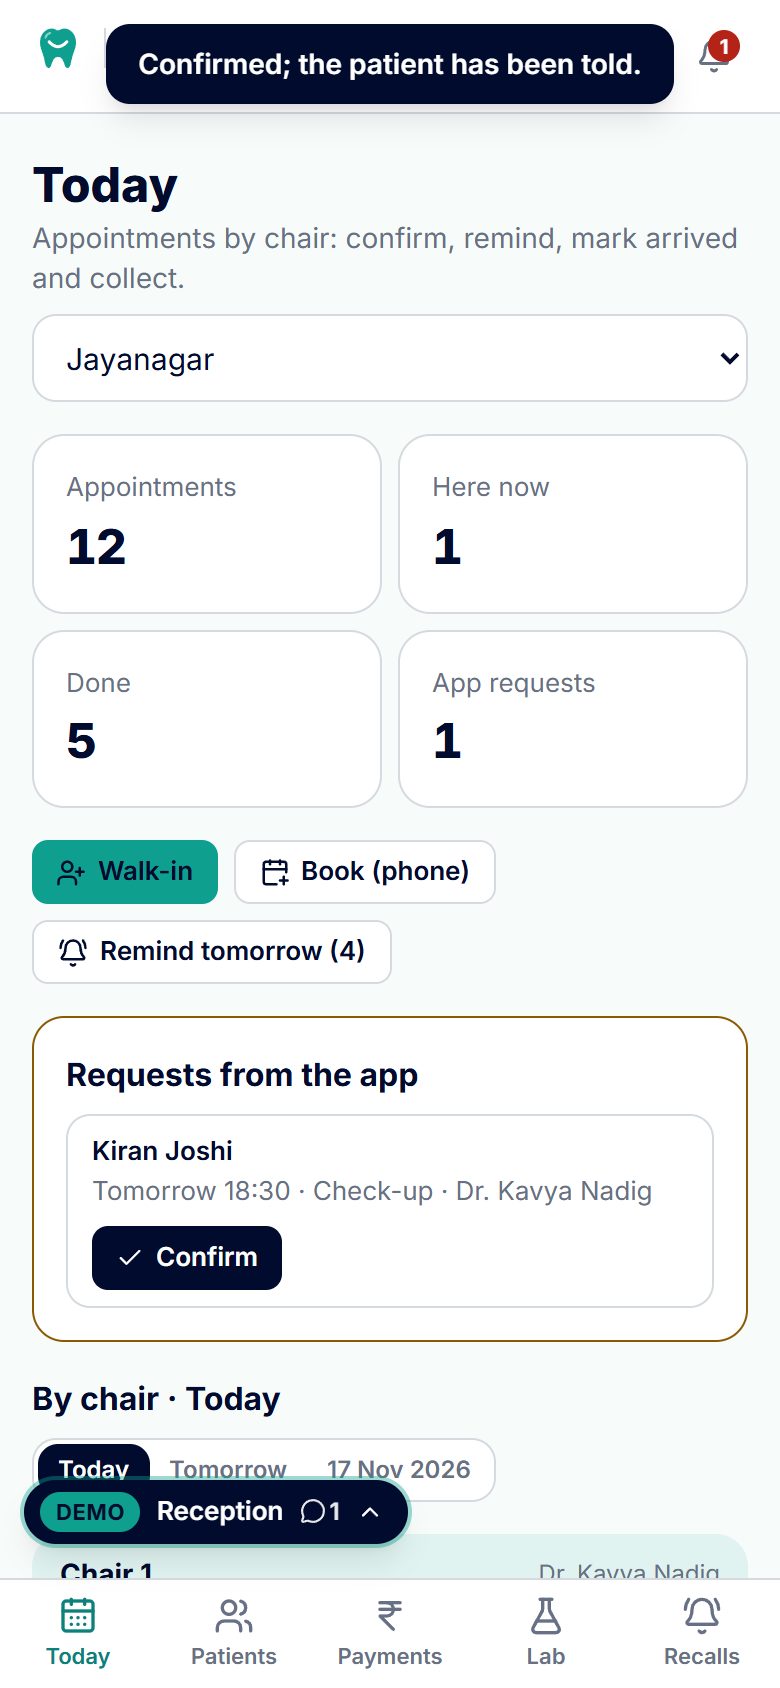 Confirmed; the patient has been told.
1
Today
Appointments by chair: confirm, remind, mark arrived
and collect.
Jayanagar
Appointments
12
Here now
1
Done
5
App requests
1
Walk-in
Book (phone)
Remind tomorrow (4)
Requests from the app
Kiran Joshi
Tomorrow 18:30 · Check-up · Dr. Kavya Nadig
Confirm
By chair · Today
Today
Tomorrow
17 Nov 2026
DEMO Reception 1
Chair 1
Dr. Kavya Nadig
Today
Patients
Payments
Lab
Recalls